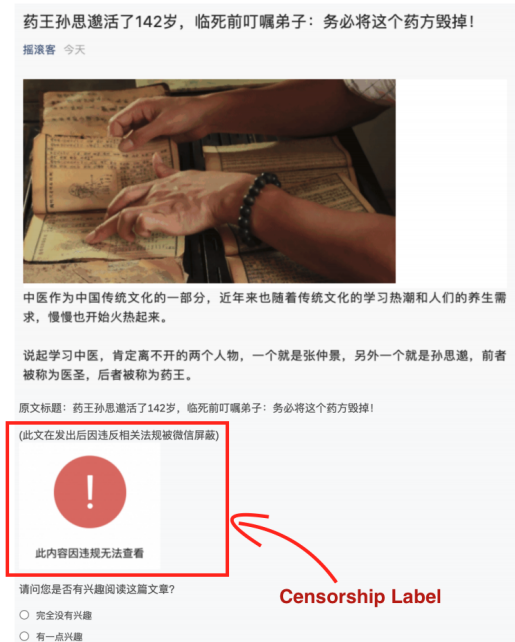 药王孙思邈活了142岁，临死前叮嘱弟子：务必将这个药方毁掉！
摇滚客 今天
中医作为中国传统文化的一部分，近年来也随着传统文化的学习热潮和人们的养生需
求，慢慢也开始火热起来。
说起学习中医，肯定离不开的两个人物，一个就是张仲景，另外一个就是孙思邈，前者
被称为医圣，后者被称为药王。
原文标题：药王孙思邈活了142岁，临死前叮嘱弟子：务必将这个药方毁掉！
(此文在发出后因违反相关法规被微信屏蔽)
!
此内容因违规无法查看
Censorship Label
请问您是否有兴趣阅读这篇文章？
完全没有兴趣
有一点兴趣